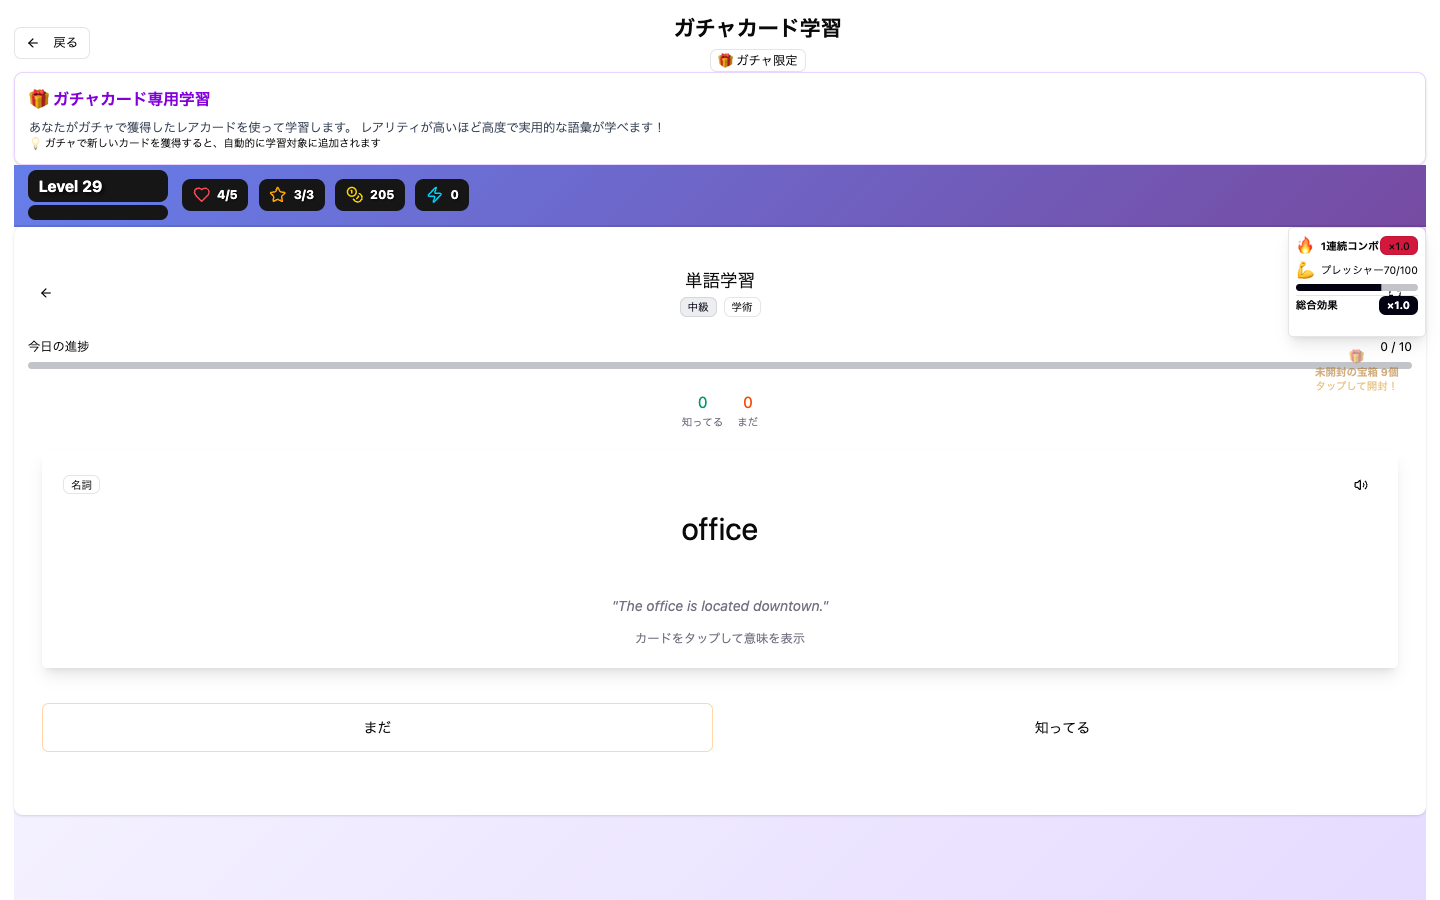 戻る
ガチャカード学習
ガチャ限定
ガチャカード専用学習
あなたがガチャで獲得したレアカードを使って学習します。 レアリティが高いほど高度で実用的な語彙が学べます！
ガチャで新しいカードを獲得すると、自動的に学習対象に追加されます
Level 29
4/5
3/3
205
0
1連続コンボ ×1.0
プレッシャー 70/100
総合効果 ×1.0
単語学習
中級 学術
今日の進捗
0 / 10
未開封の宝箱 9個
タップして開封！
0 0
知ってる まだ
名詞
office
"The office is located downtown."
カードをタップして意味を表示
まだ 知ってる